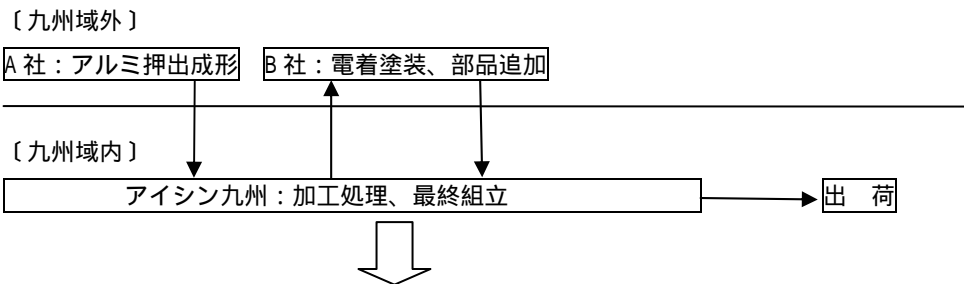 〔九州域外〕
A社：アルミ押出成形
B社：電着塗装、部品追加
〔九州域内〕
アイシン九州：加工処理、最終組立
出　荷